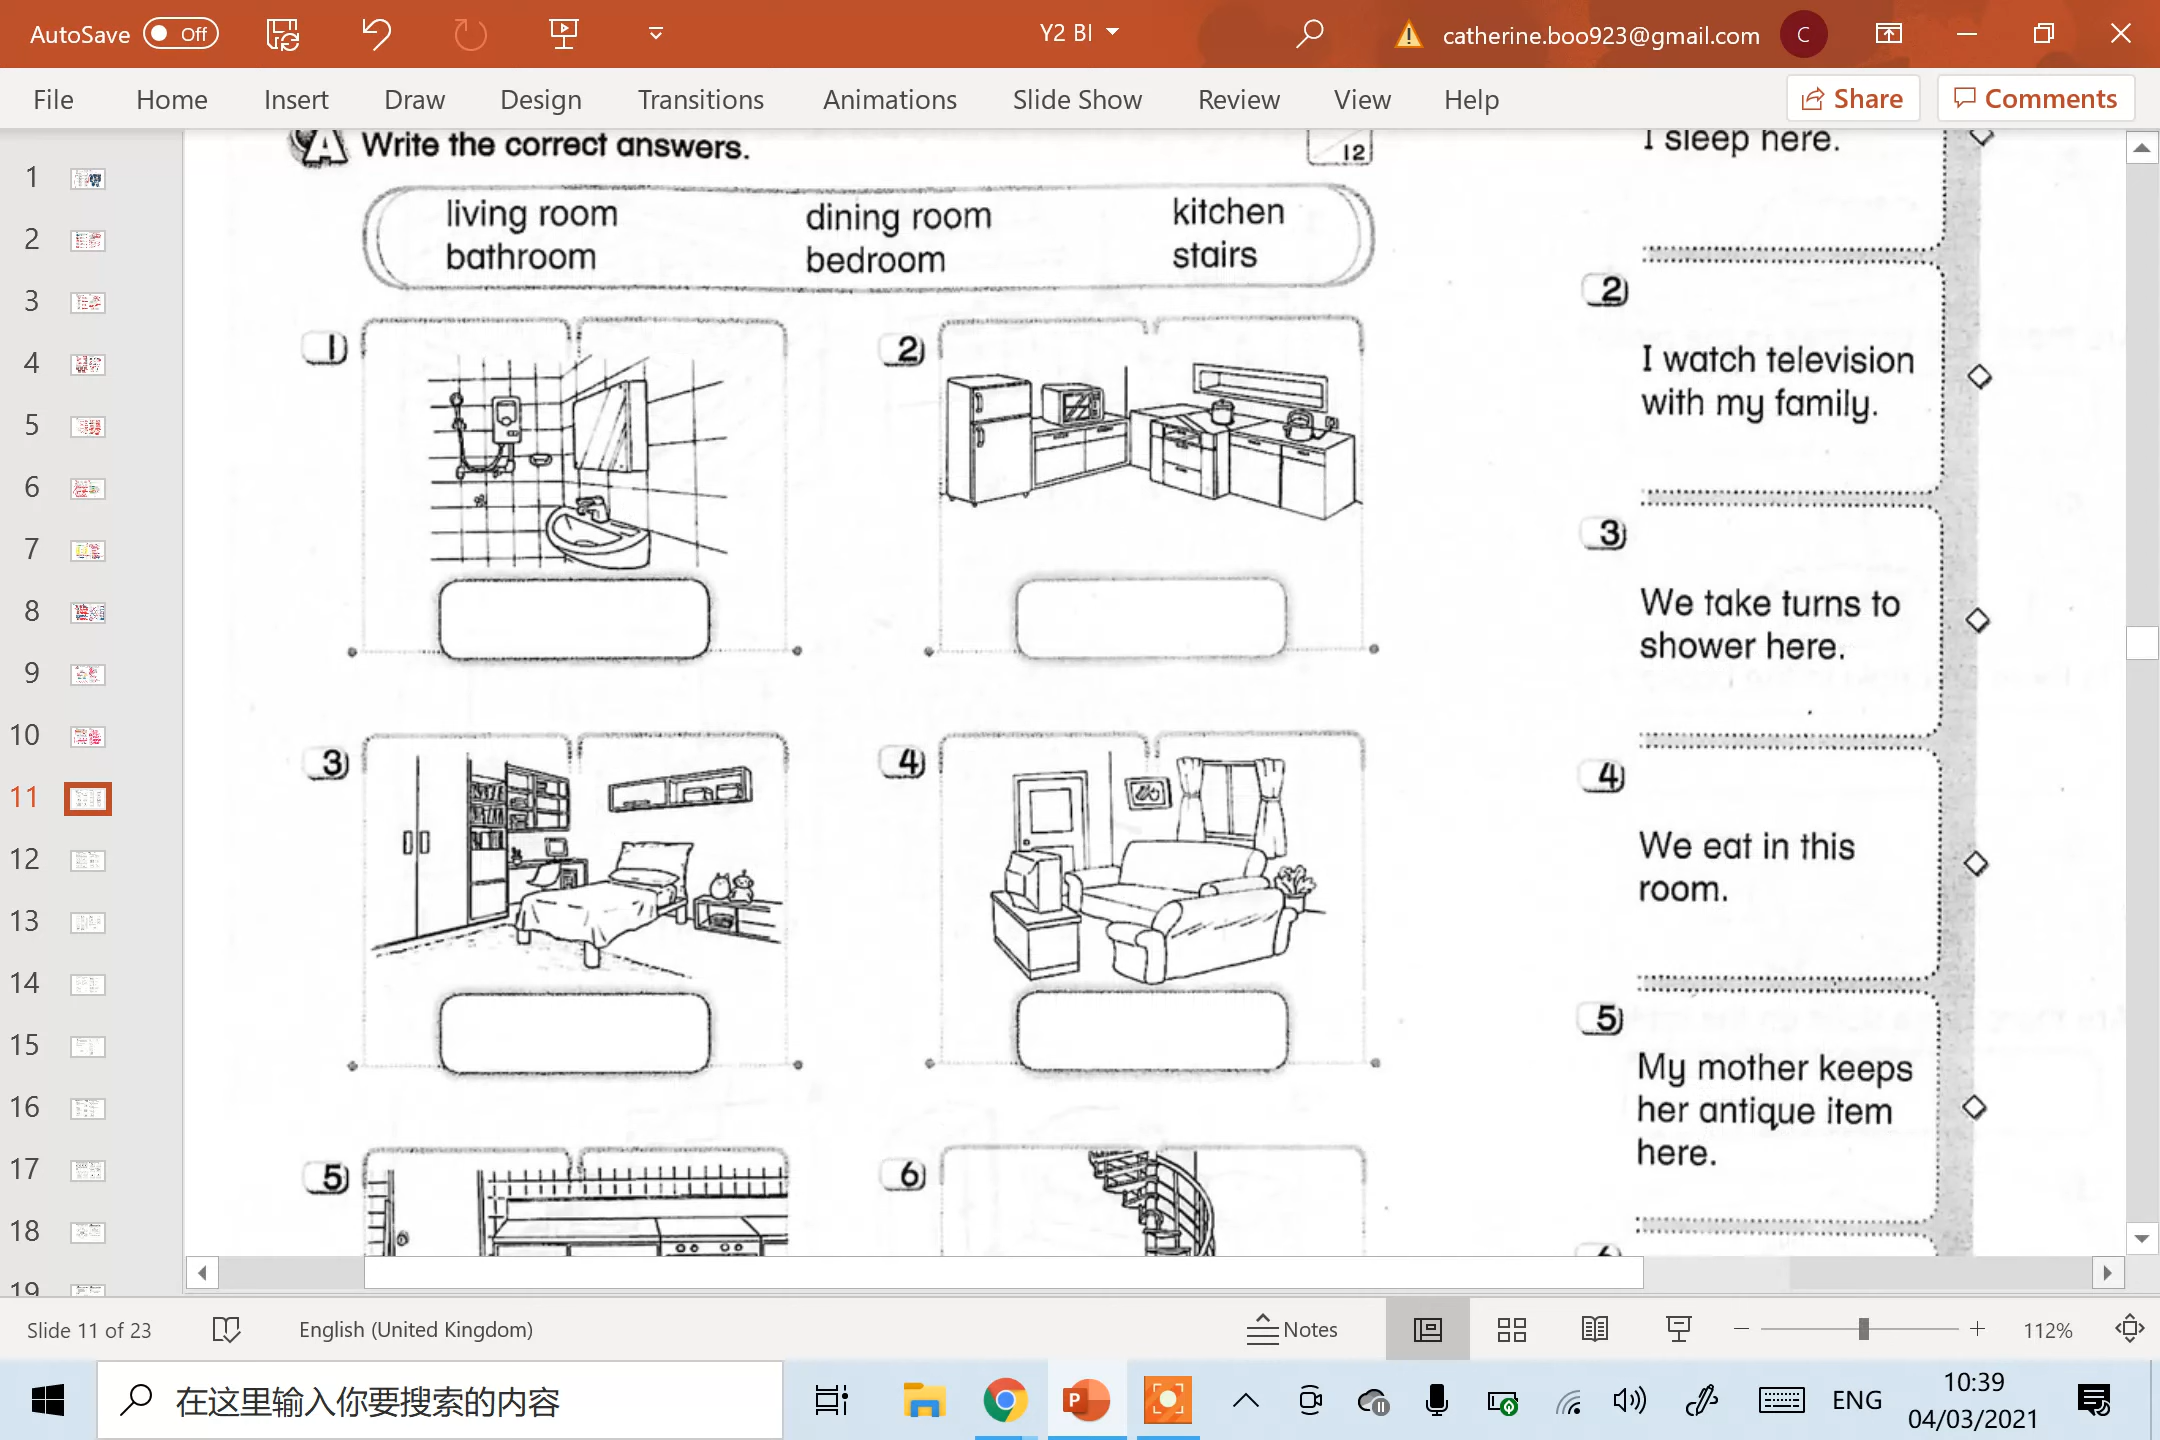 AutoSave Off
Y2 BI
catherine.boo923@gmail.com
C
File Home Insert Draw Design Transitions Animations Slide Show Review View Help
Share Comments
1
2
3
4
5
6
7
8
9
10
11
12
13
14
15
16
17
18
19
A Write the correct answers.
12
living room dining room kitchen
bathroom bedroom stairs
1
2
3
4
5
6
I sleep here.
2
I watch television
with my family.
3
We take turns to
shower here.
4
We eat in this
room.
5
My mother keeps
her antique item
here.
6
Slide 11 of 23
English (United Kingdom)
Notes
112%
在这里输入你要搜索的内容
P
ENG
10:39
04/03/2021